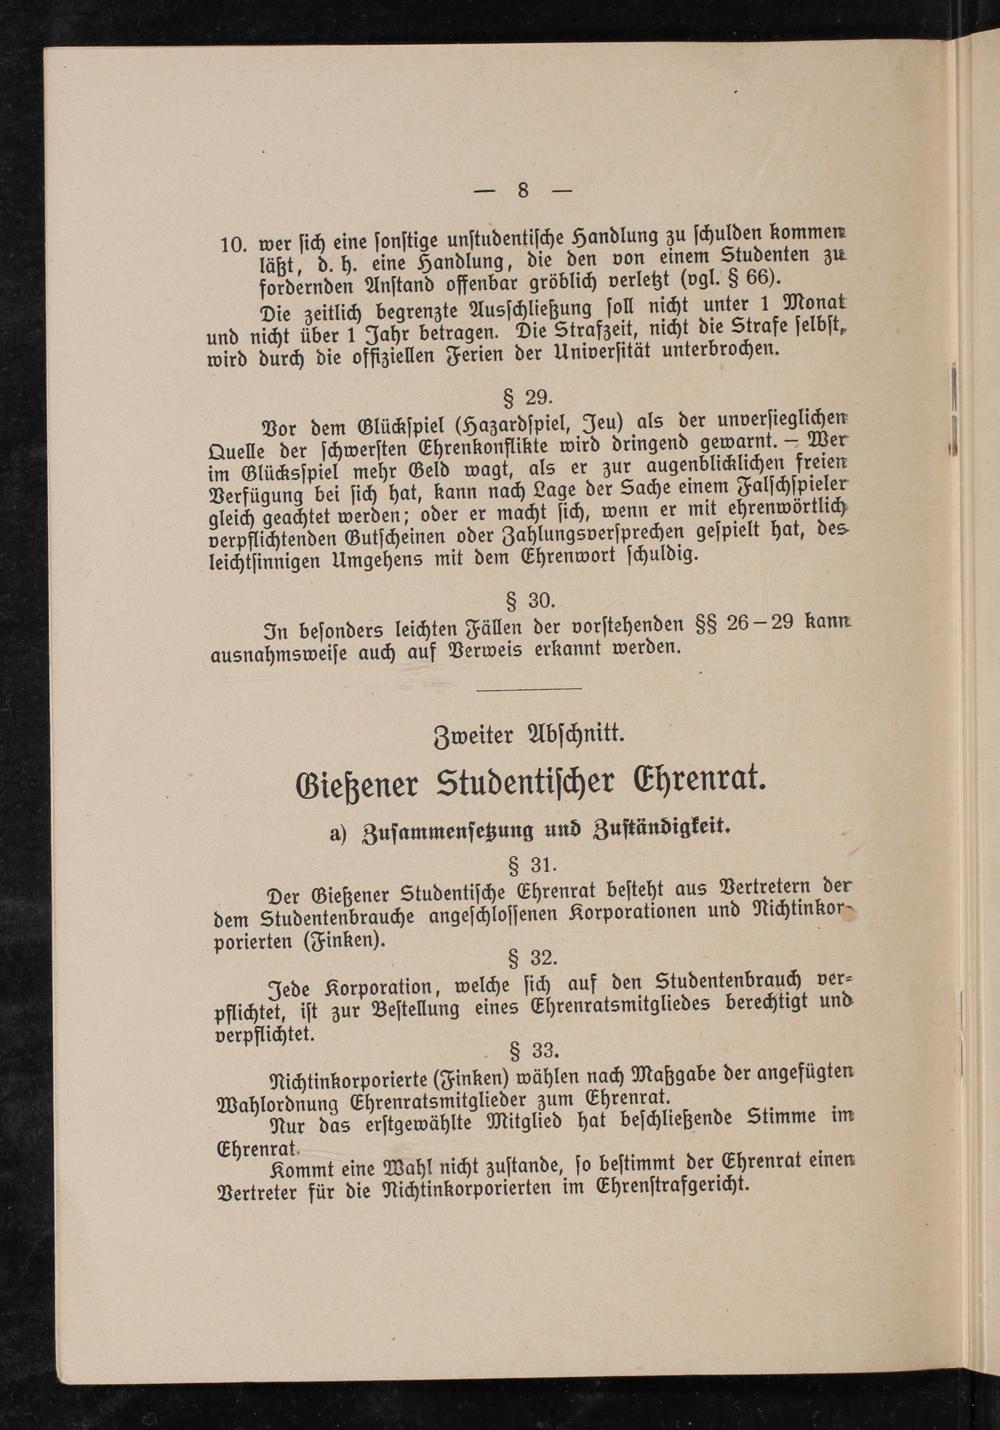 — 8 —
10. wer sich eine sonstige unstudentische Handlung zu schulden kommen
läßt, d. h. eine Handlung, die den von einem Studenten zu
fordernden Anstand offenbar gröblich verletzt (vgl. § 66).
Die zeitlich begrenzte Ausschließung soll nicht unter 1 Monat
und nicht über 1 Jahr betragen. Die Strafzeit, nicht die Strafe selbst,
wird durch die offiziellen Ferien der Universität unterbrochen.
§ 29.
Vor dem Glückspiel (Hazardspiel, Jeu) als der unversieglichen
Quelle der schwersten Ehrenkonflikte wird dringend gewarnt. — Wer
im Glücksspiel mehr Geld wagt, als er zur augenblicklichen freien
Verfügung bei sich hat, kann nach Lage der Sache einem Falschspieler
gleich geachtet werden; oder er macht sich, wenn er mit ehrenwörtlich
verpflichtenden Gutscheinen oder Zahlungsversprechen gespielt hat, des
leichtsinnigen Umgehens mit dem Ehrenwort schuldig.
§ 30.
In besonders leichten Fällen der vorstehenden §§ 26—29 kann
ausnahmsweise auch auf Verweis erkannt werden.
Zweiter Abschnitt.
Gießener Studentischer Ehrenrat.
a) Zusammensetzung und Zuständigkeit.
§ 31.
Der Gießener Studentische Ehrenrat besteht aus Vertretern der
dem Studentenbrauche angeschlossenen Korporationen und Nichtinkor-
porierten (Finken).
§ 32.
Jede Korporation, welche sich auf den Studentenbrauch ver-
pflichtet, ist zur Bestellung eines Ehrenratsmitgliedes berechtigt und
verpflichtet.
§ 33.
Nichtinkorporierte (Finken) wählen nach Maßgabe der angefügten
Wahlordnung Ehrenratsmitglieder zum Ehrenrat.
Nur das erstgewählte Mitglied hat beschließende Stimme im
Ehrenrat.
Kommt eine Wahl nicht zustande, so bestimmt der Ehrenrat einen
Vertreter für die Nichtinkorporierten im Ehrenstrafgericht.